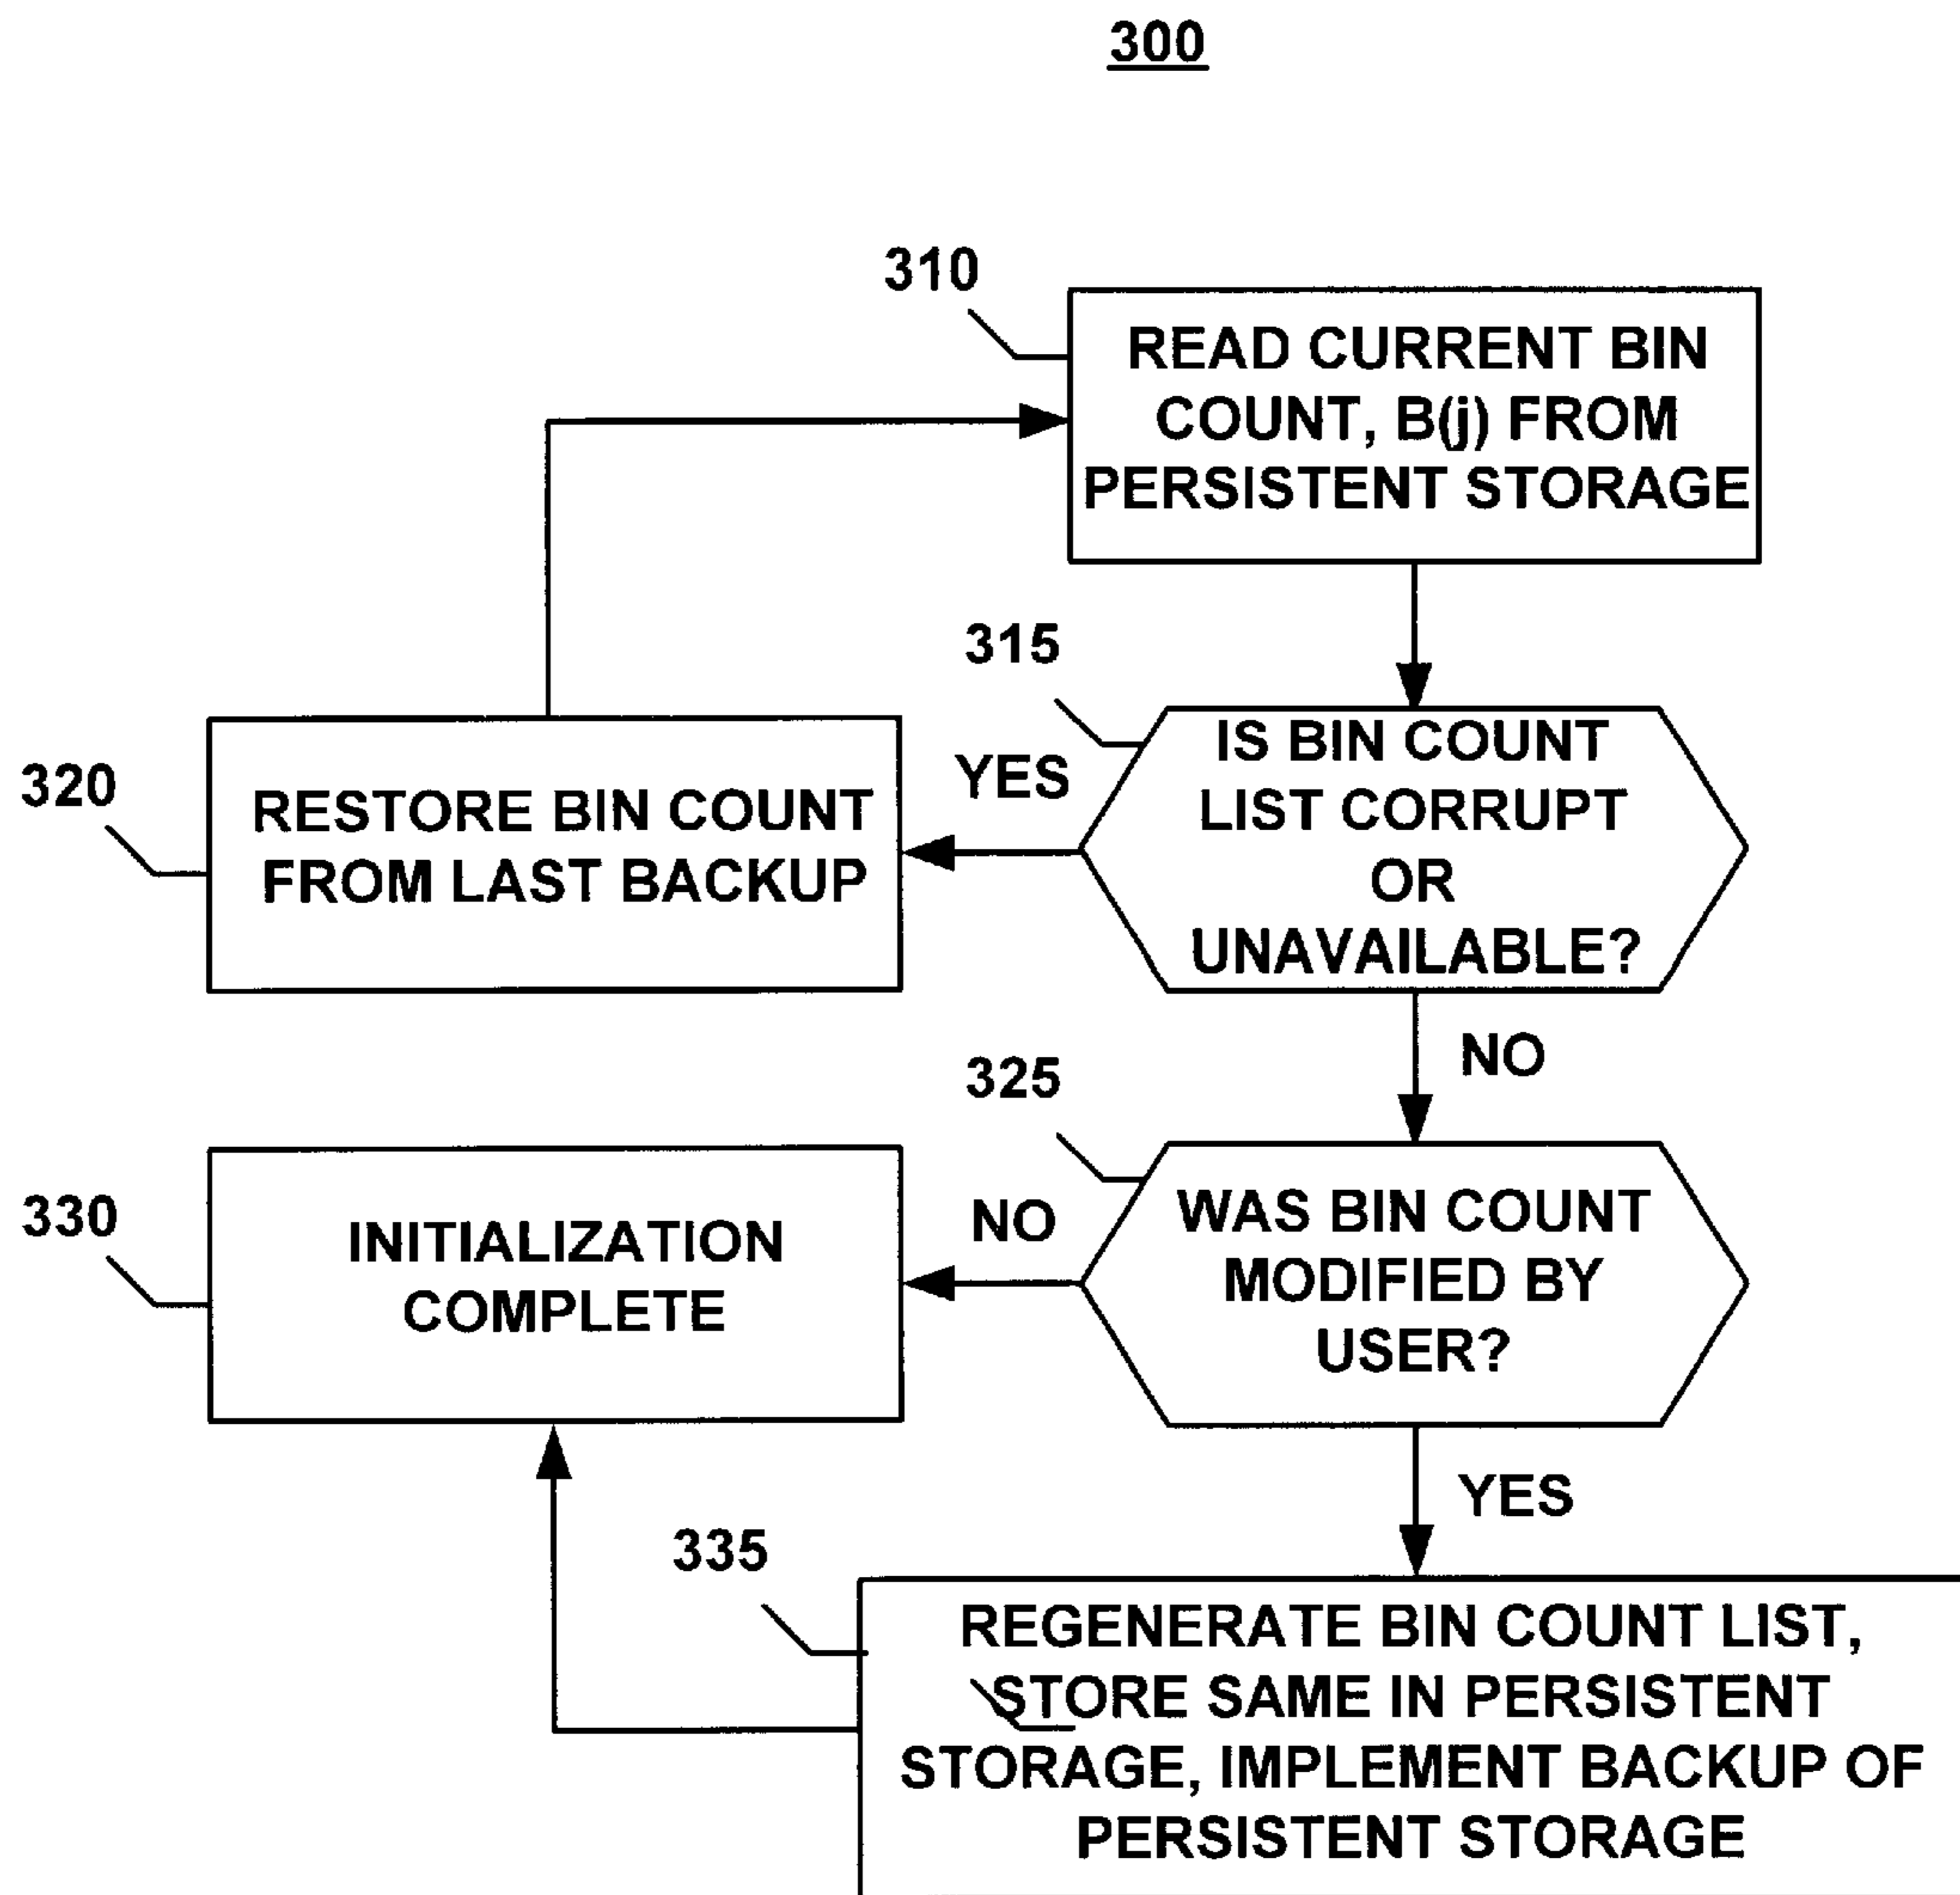 300
310
READ CURRENT BIN
COUNT, B(j) FROM
PERSISTENT STORAGE
315
IS BIN COUNT
LIST CORRUPT
OR
UNAVAILABLE?
YES
320
RESTORE BIN COUNT
FROM LAST BACKUP
NO
325
WAS BIN COUNT
MODIFIED BY
USER?
NO
330
INITIALIZATION
COMPLETE
YES
335
REGENERATE BIN COUNT LIST,
STORE SAME IN PERSISTENT
STORAGE, IMPLEMENT BACKUP OF
PERSISTENT STORAGE